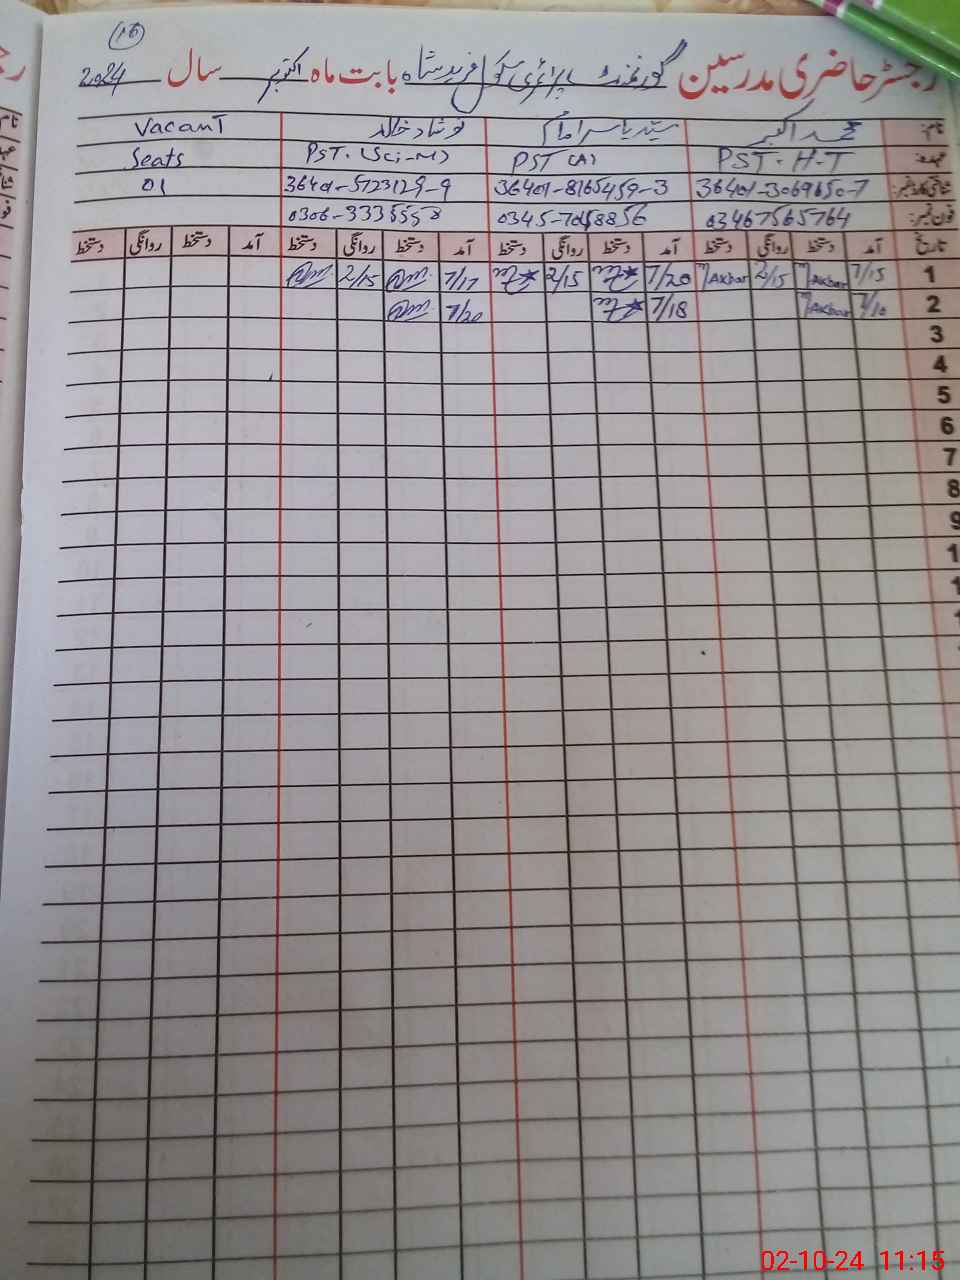 16
رجسٹر حاضری مدرسین گورنمنٹ پرائمری سکول فرید شاہ بابت ماہ اکتوبر سال 2024
نام: محمد اکبر سید یاسر امام نوشاد خالد Vacant
عہدہ: PST-H-T PST (A) PST. (Sci-M) Seats
شناختی کارڈ نمبر: 36401-3069650-7 36401-8165459-3 36401-5723129-9 01
فون نمبر: 03467565764 0306-3335558
تاریخ آمد دستخط روانگی دستخط آمد دستخط روانگی دستخط آمد دستخط روانگی دستخط آمد دستخط روانگی دستخط
1 7/15 M Akbar 2/15 M Akbar 7/20 2/15 7/17 2/15
2 7/10 M Akbar 7/18 7/20
3
4
5
6
7
8
9
1
1
1
02-10-24 11:15